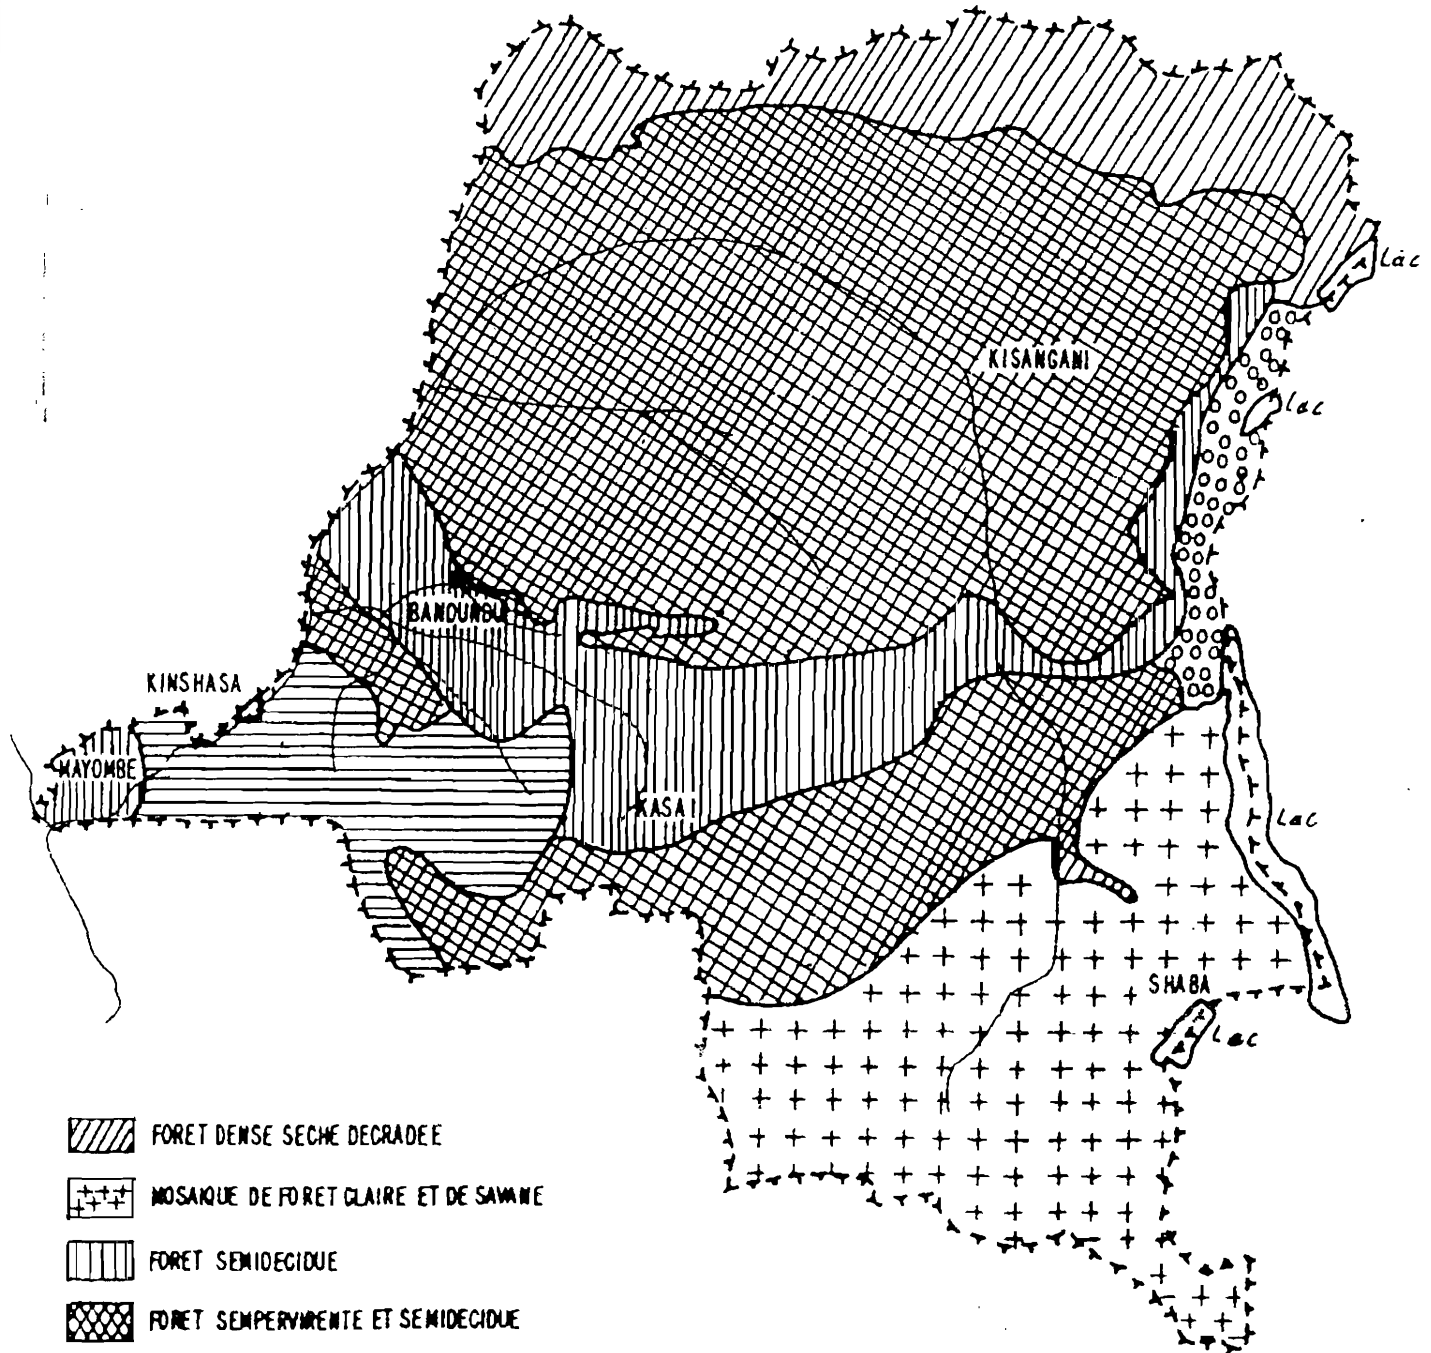 Lac
KISANGANI
Lac
BANDUNDU
KINSHASA
MAYOMBE
KASAI
Lac
SHABA
Lac
FORET DENSE SECHE DEGRADEE
MOSAIQUE DE FORET CLAIRE ET DE SAVANE
FORET SEMIDECIDUE
FORET SEMPERVIRENTE ET SEMIDECIDUE